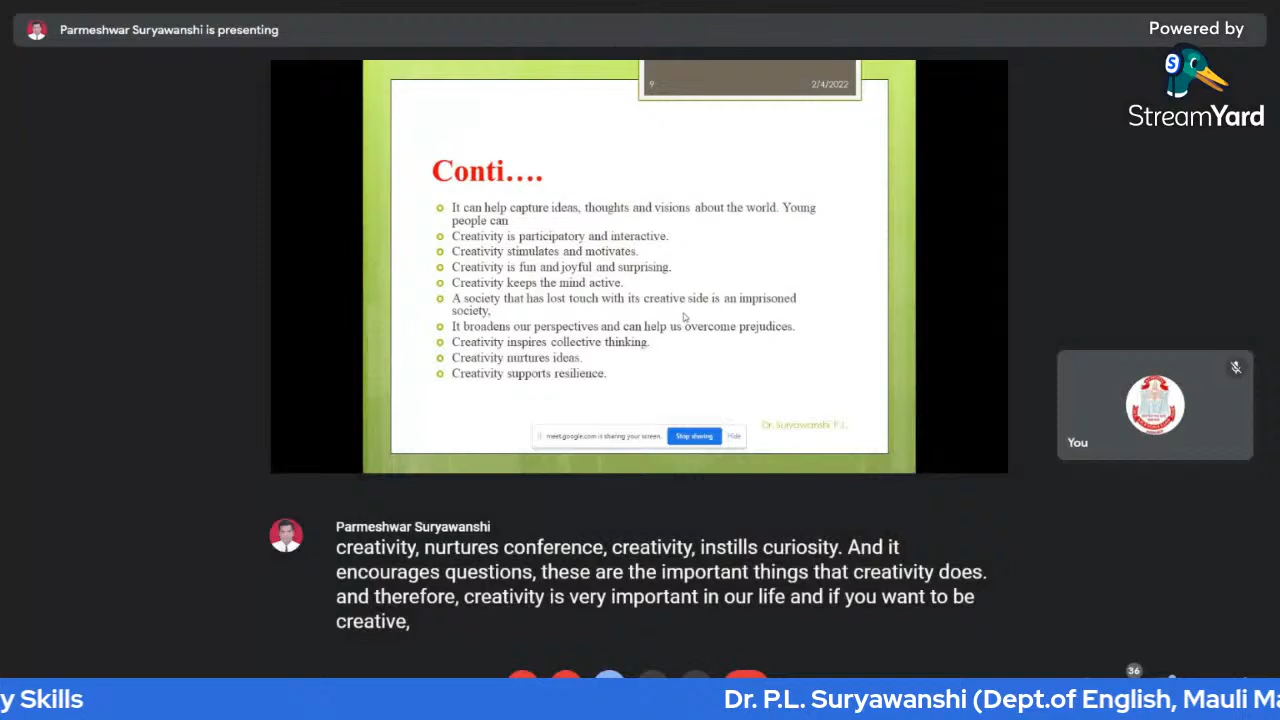 Parmeshwar Suryawanshi is presenting
Powered by
StreamYard
9
2/4/2022
Conti….
It can help capture ideas, thoughts and visions about the world. Young
people can
Creativity is participatory and interactive.
Creativity stimulates and motivates.
Creativity is fun and joyful and surprising.
Creativity keeps the mind active.
A society that has lost touch with its creative side is an imprisoned
society,
It broadens our perspectives and can help us overcome prejudices.
Creativity inspires collective thinking.
Creativity nurtures ideas.
Creativity supports resilience.
Dr. Suryawanshi P.L.
meet.google.com is sharing your screen.
Stop sharing
Hide
You
Parmeshwar Suryawanshi
creativity, nurtures conference, creativity, instills curiosity. And it
encourages questions, these are the important things that creativity does.
and therefore, creativity is very important in our life and if you want to be
creative,
36
y Skills
Dr. P.L. Suryawanshi (Dept.of English, Mauli Ma